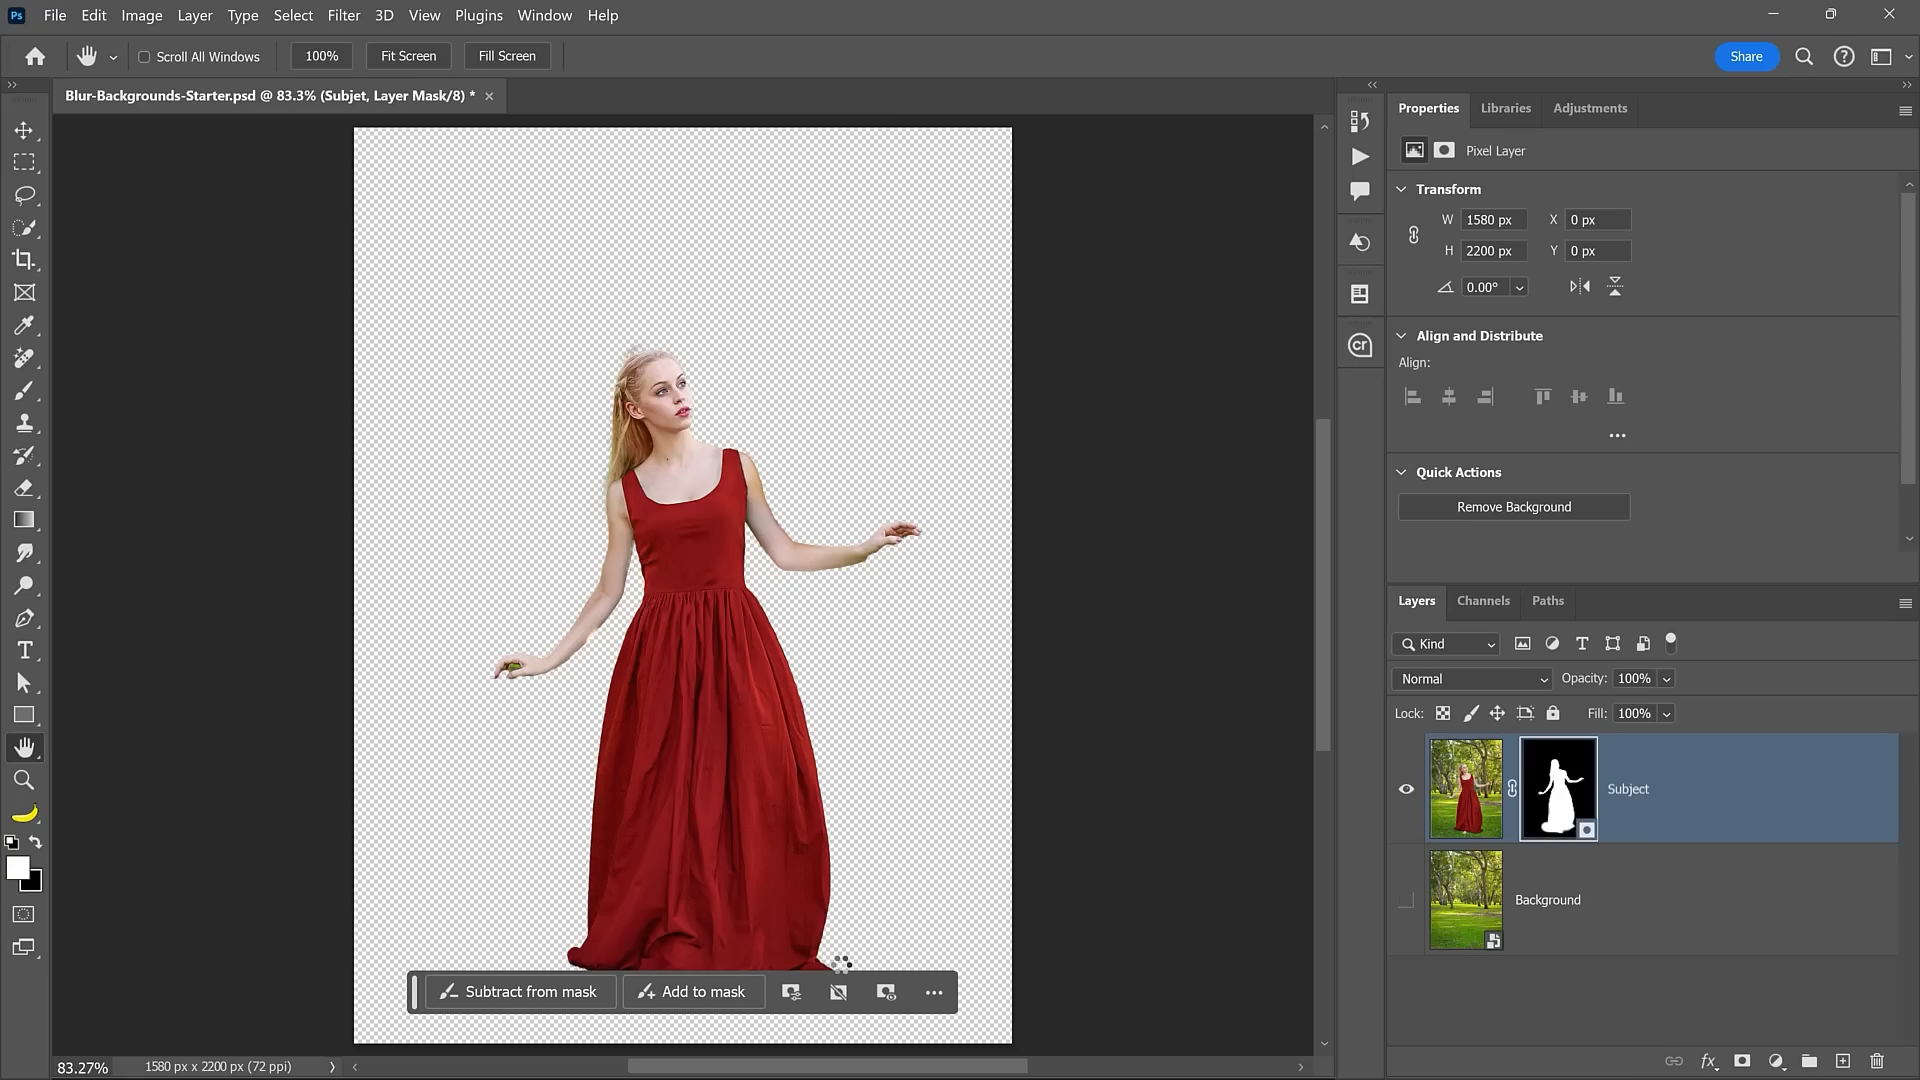 Ps File Edit Image Layer Type Select Filter 3D View Plugins Window Help
Scroll All Windows 100% Fit Screen Fill Screen Share
Blur-Backgrounds-Starter.psd @ 83.3% (Subjet, Layer Mask/8) *
Properties Libraries Adjustments
Pixel Layer
Transform
W 1580 px X 0 px
H 2200 px Y 0 px
0.00°
Align and Distribute
Align:
Quick Actions
Remove Background
Layers Channels Paths
Kind
Normal Opacity: 100%
Lock: Fill: 100%
Subject
Background
Subtract from mask Add to mask
83.27% 1580 px x 2200 px (72 ppi)
cr
T
fx